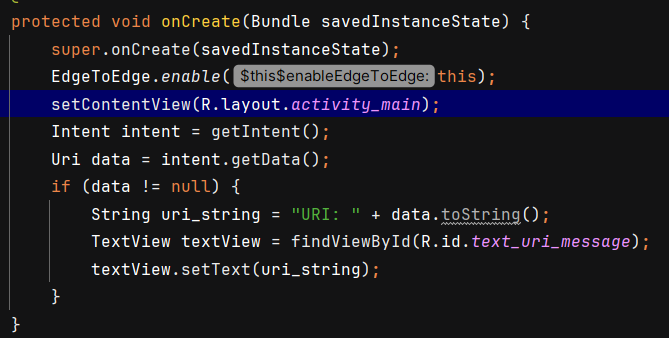 protected void onCreate(Bundle savedInstanceState) {
super.onCreate(savedInstanceState);
EdgeToEdge.enable( $this$enableEdgeToEdge: this);
setContentView(R.layout.activity_main);
Intent intent = getIntent();
Uri data = intent.getData();
if (data != null) {
String uri_string = "URI: " + data.toString();
TextView textView = findViewById(R.id.text_uri_message);
textView.setText(uri_string);
}
}